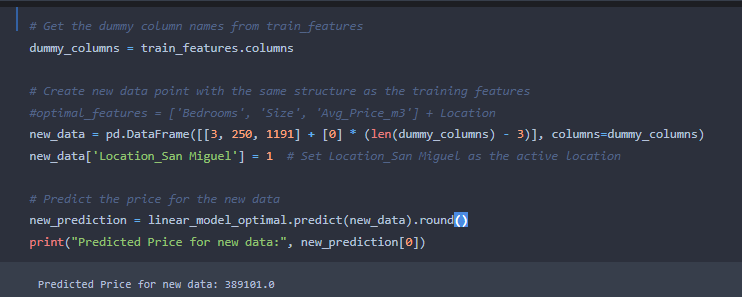 # Get the dummy column names from train_features
dummy_columns = train_features.columns
# Create new data point with the same structure as the training features
#optimal_features = ['Bedrooms', 'Size', 'Avg_Price_m3'] + Location
new_data = pd.DataFrame([[3, 250, 1191] + [0] * (len(dummy_columns) - 3)], columns=dummy_columns)
new_data['Location_San Miguel'] = 1  # Set Location_San Miguel as the active location
# Predict the price for the new data
new_prediction = linear_model_optimal.predict(new_data).round()
print("Predicted Price for new data:", new_prediction[0])
Predicted Price for new data: 389101.0